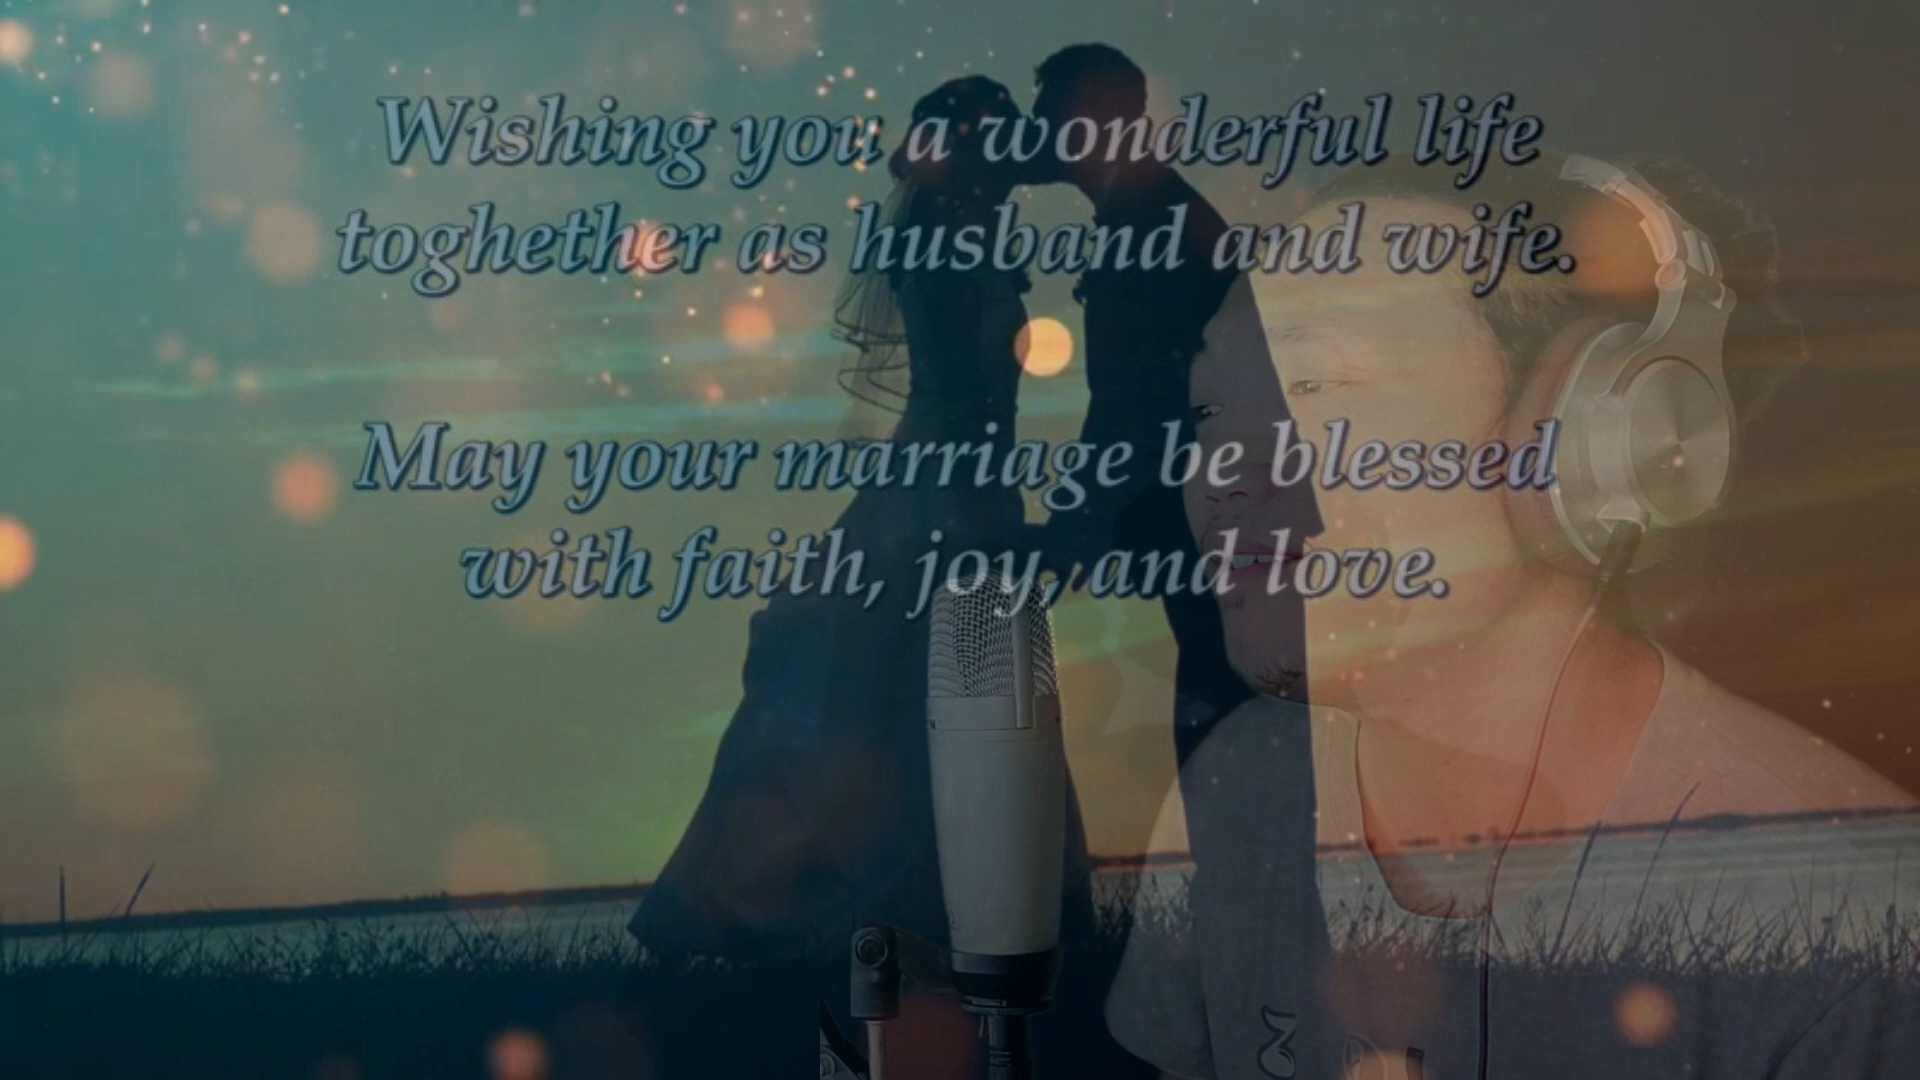 Wishing you a wonderful life
toghether as husband and wife.
May your marriage be blessed
with faith, joy, and love.